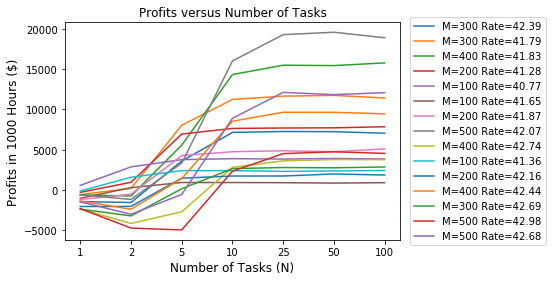 Profits versus Number of Tasks
Profits in 1000 Hours ($)
20000
15000
10000
5000
0
−5000
1 2 5 10 25 50 100
Number of Tasks (N)
M=300 Rate=42.39
M=300 Rate=41.79
M=400 Rate=41.83
M=200 Rate=41.28
M=100 Rate=40.77
M=100 Rate=41.65
M=200 Rate=41.87
M=500 Rate=42.07
M=400 Rate=42.74
M=100 Rate=41.36
M=200 Rate=42.16
M=400 Rate=42.44
M=300 Rate=42.69
M=500 Rate=42.98
M=500 Rate=42.68